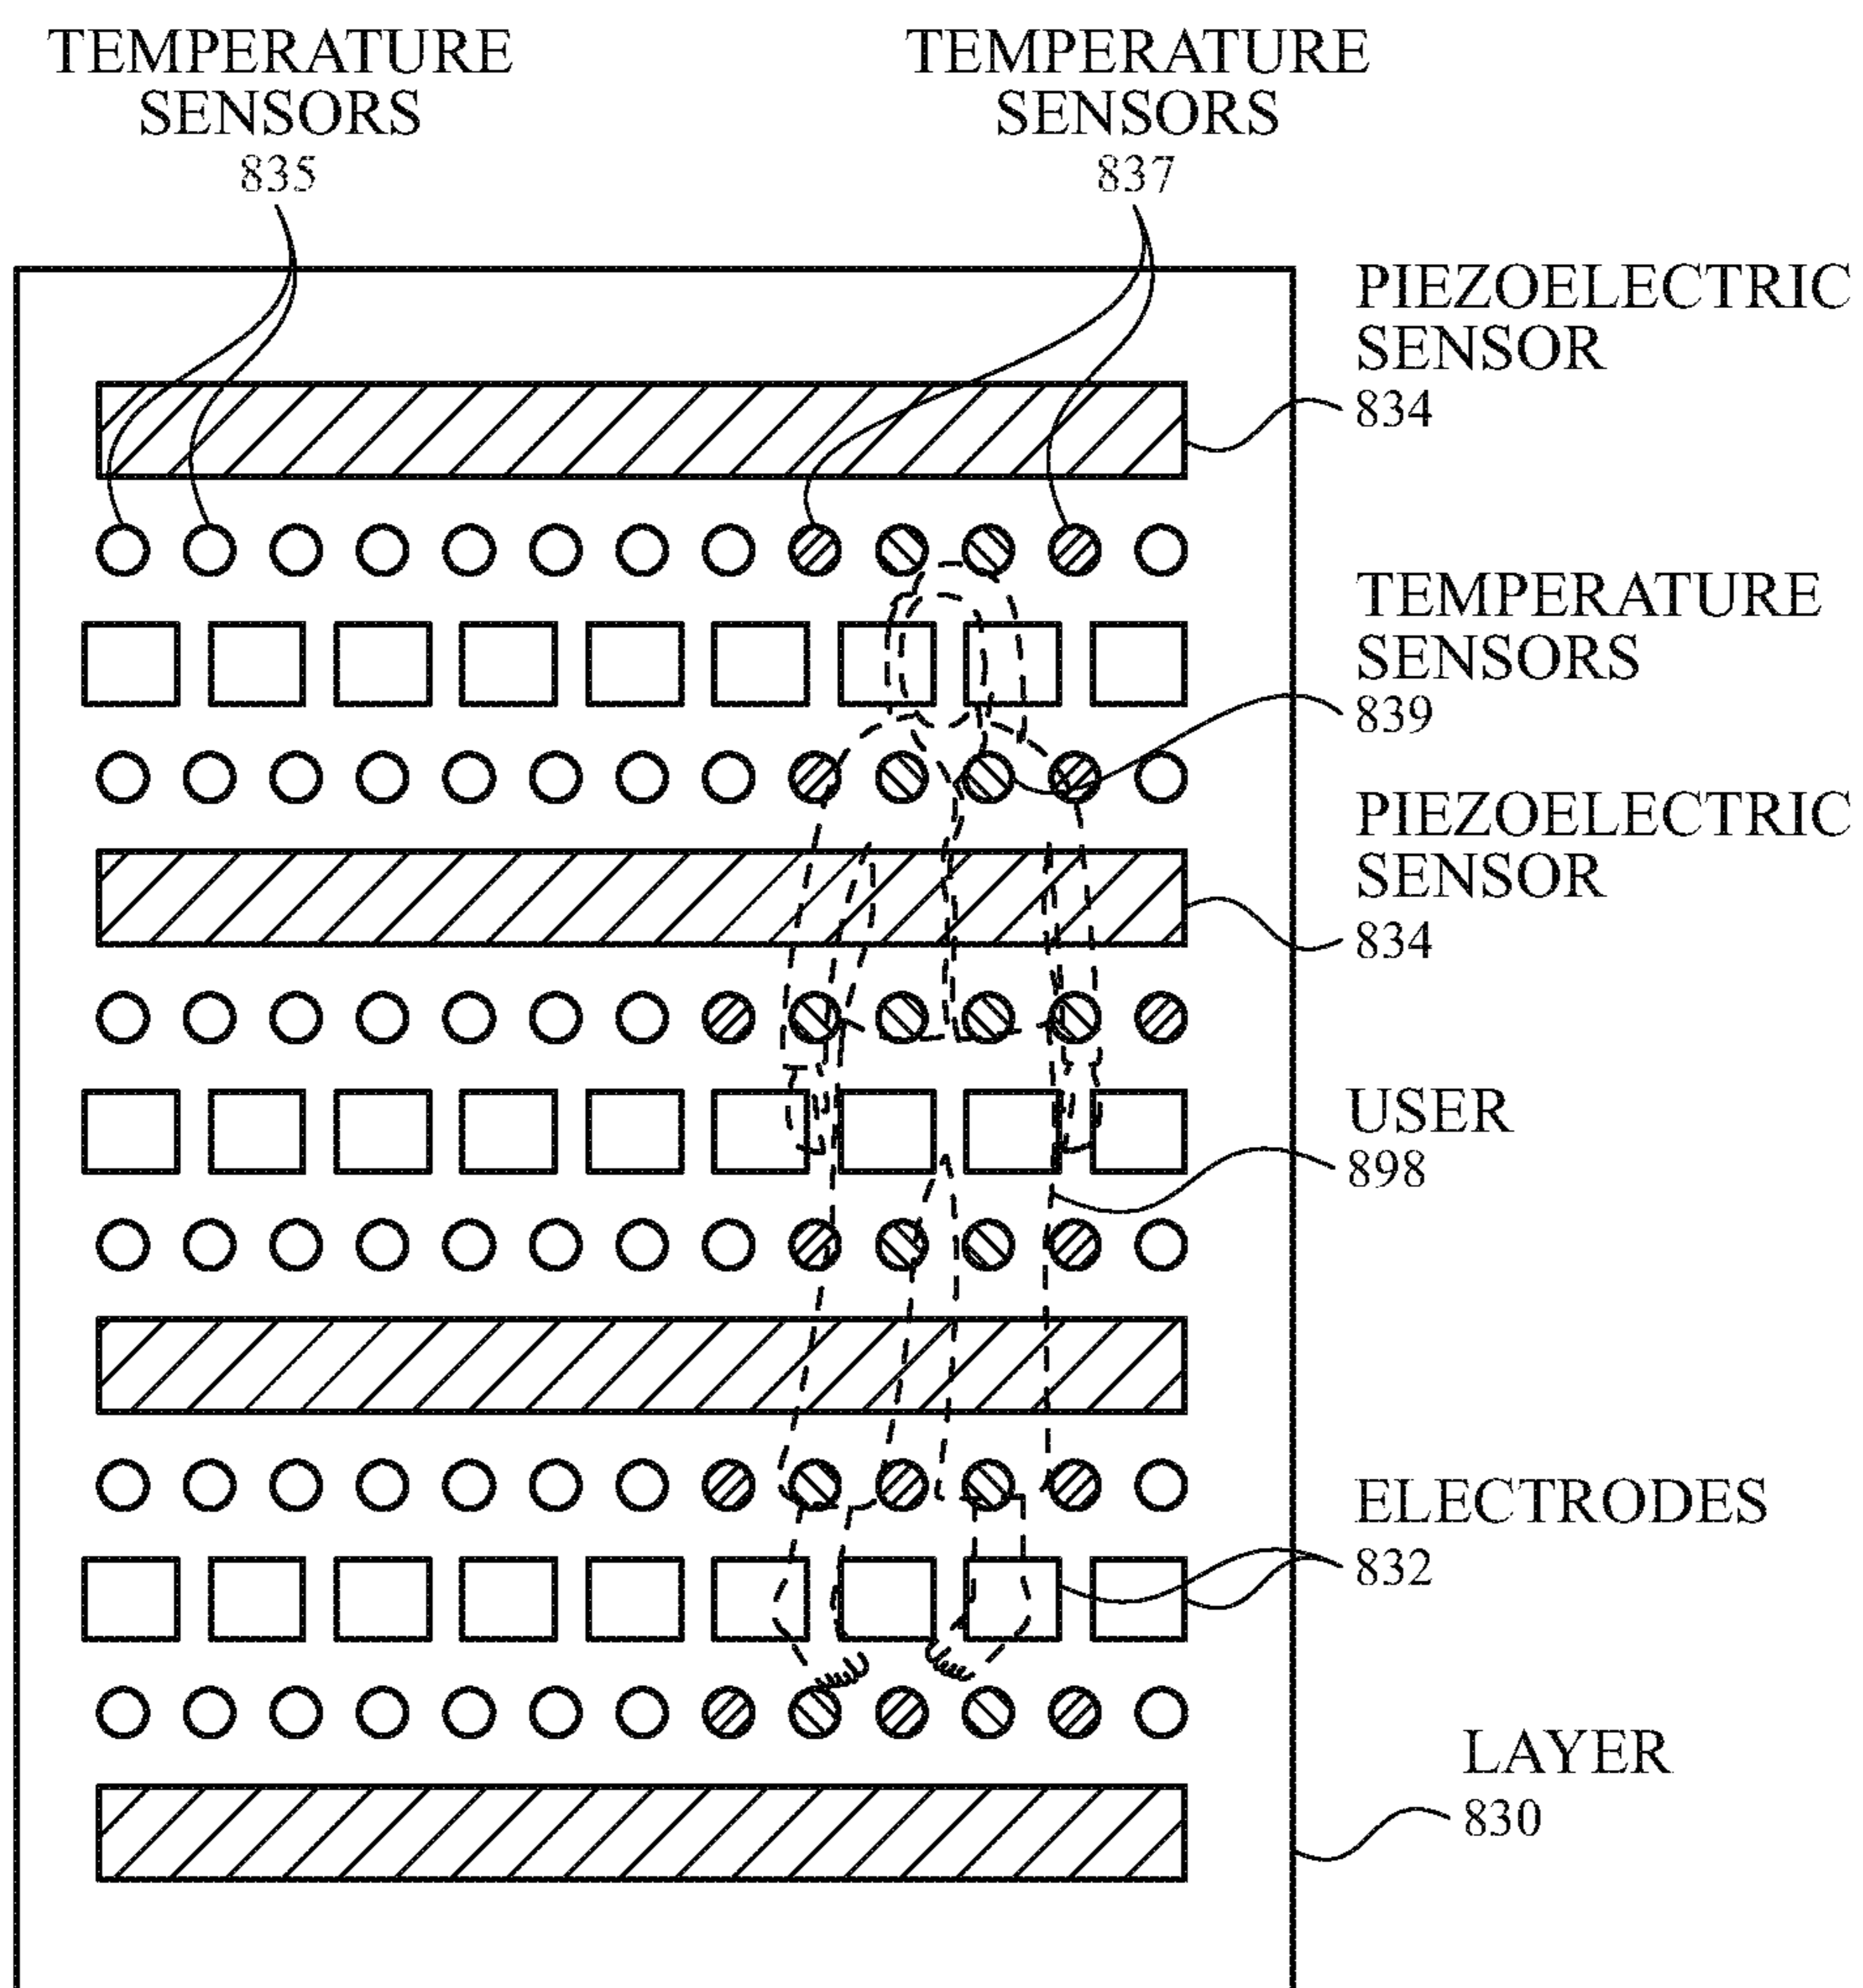 TEMPERATURE
SENSORS
835
TEMPERATURE
SENSORS
837
PIEZOELECTRIC
SENSOR
834
TEMPERATURE
SENSORS
839
PIEZOELECTRIC
SENSOR
834
USER
898
ELECTRODES
832
LAYER
830